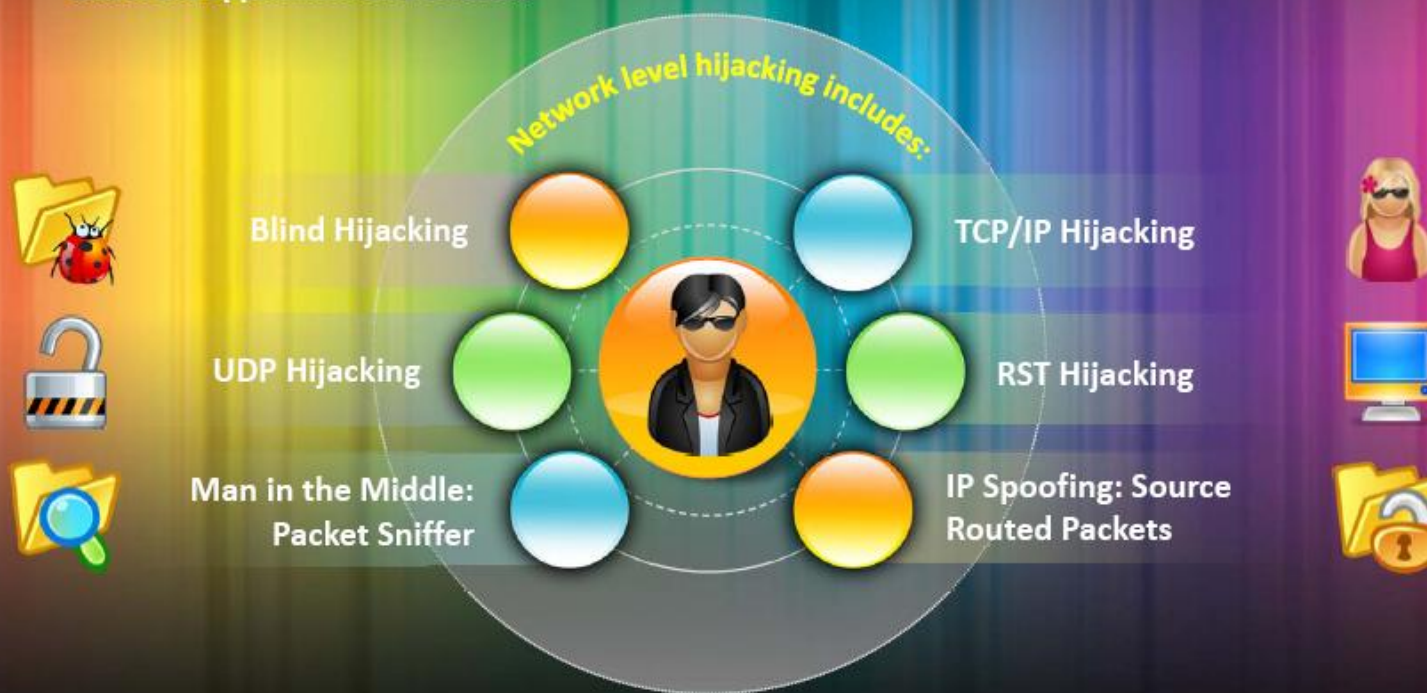 Network level hijacking includes:
Blind Hijacking
TCP/IP Hijacking
UDP Hijacking
RST Hijacking
Man in the Middle:
Packet Sniffer
IP Spoofing: Source
Routed Packets